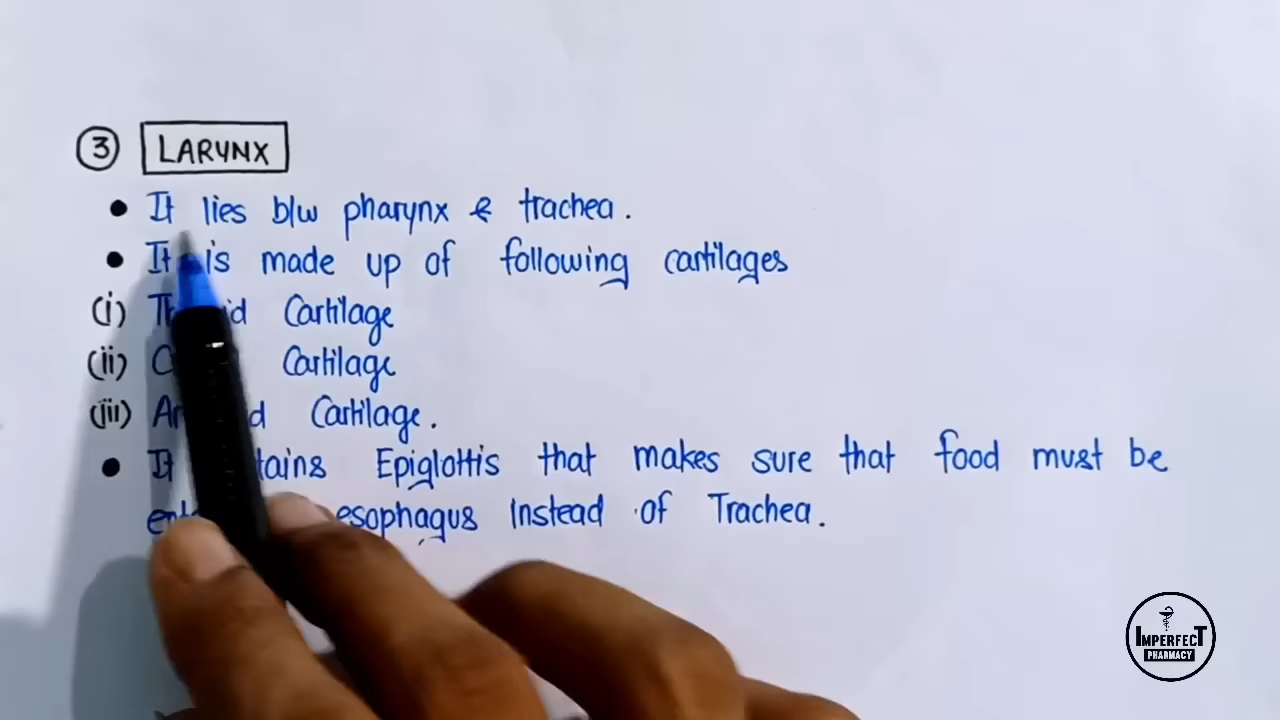 ③ LARYNX
• It lies b/w pharynx & trachea.
• It is made up of following cartilages
(i) Cartilage
(ii) Cartilage
(iii) Cartilage.
• It Epiglottis that makes sure that food must be
esophagus instead of Trachea.
IMPERFECT
PHARMACY